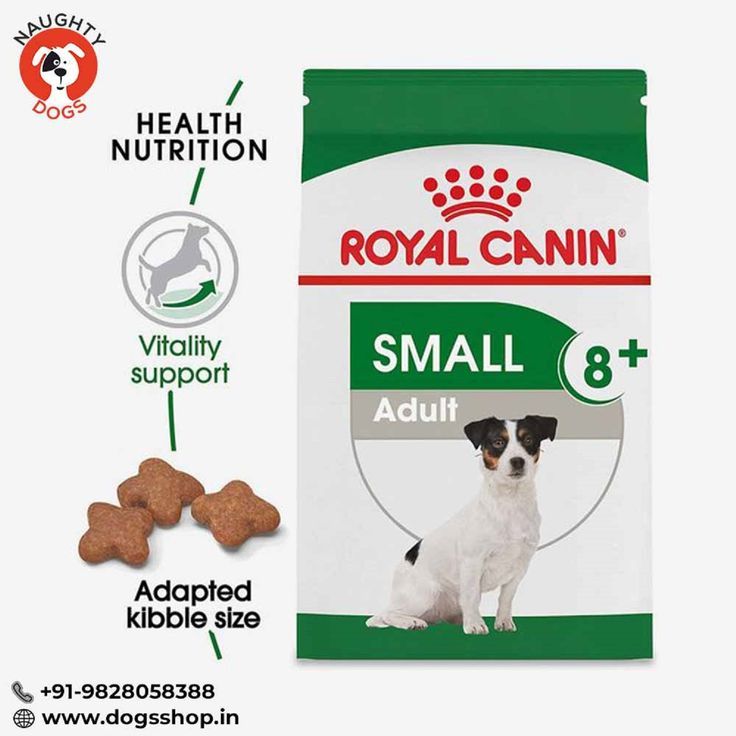 NAUGHTY
DOGS
HEALTH
NUTRITION
Vitality
support
Adapted
kibble size
ROYAL CANIN®
SMALL
8+
Adult
+91-9828058388
www.dogsshop.in